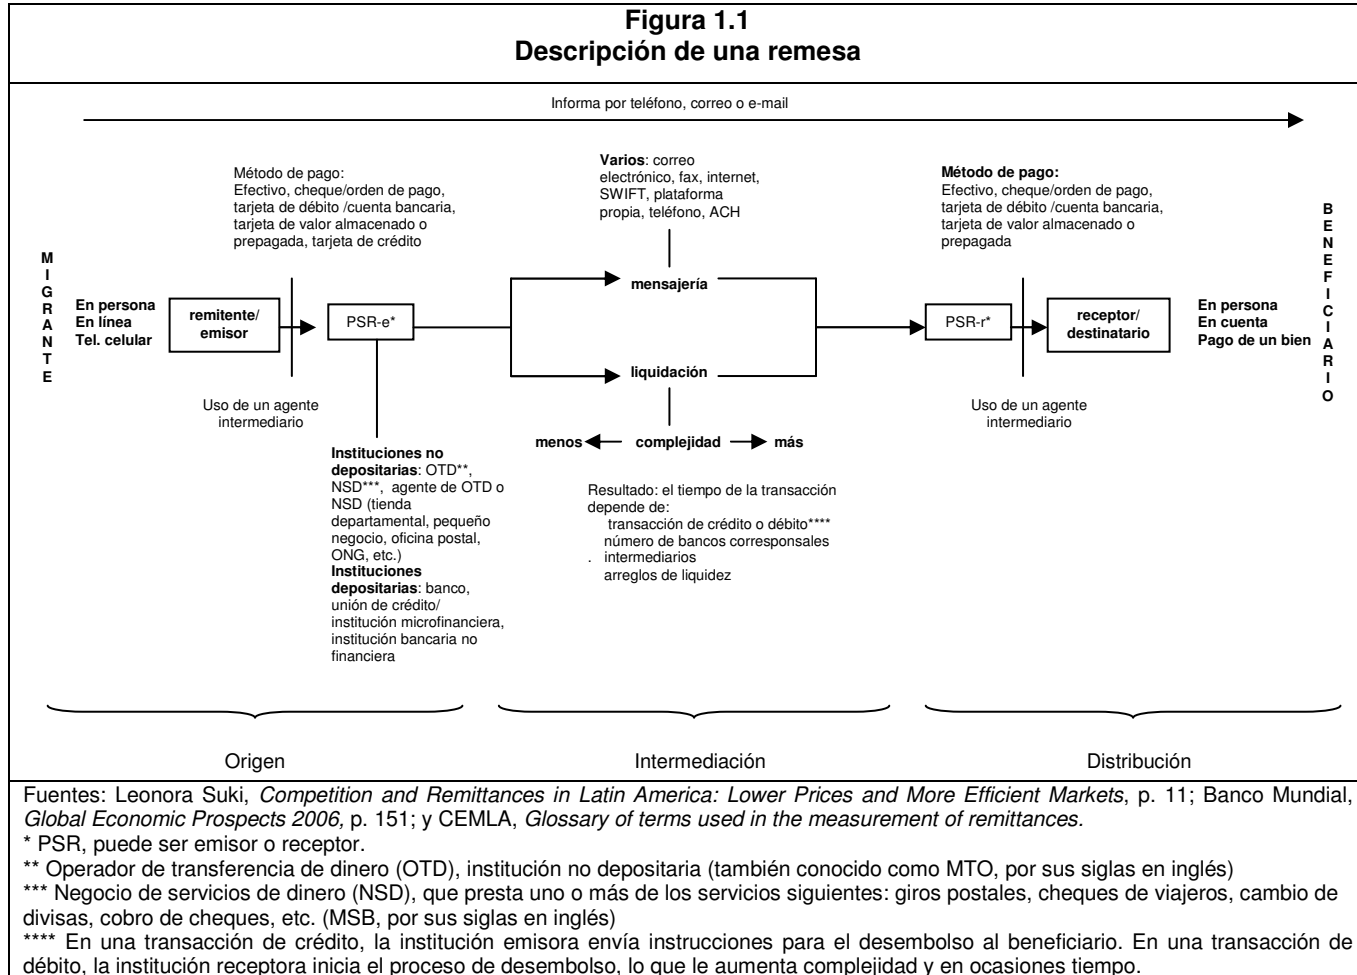 Figura 1.1
Descripción de una remesa
Informa por teléfono, correo o e-mail
Método de pago:
Efectivo, cheque/orden de pago,
tarjeta de débito /cuenta bancaria,
tarjeta de valor almacenado o
prepagada, tarjeta de crédito
Varios: correo
electrónico, fax, internet,
SWIFT, plataforma
propia, teléfono, ACH
Método de pago:
Efectivo, cheque/orden de pago,
tarjeta de débito /cuenta bancaria,
tarjeta de valor almacenado o
prepagada
MIGRANTE
En persona
En línea
Tel. celular
remitente/
emisor
PSR-e*
mensajería
liquidación
PSR-r*
receptor/
destinatario
En persona
En cuenta
Pago de un bien
BENEFICIARIO
Uso de un agente
intermediario
Uso de un agente
intermediario
menos complejidad más
Instituciones no
depositarias: OTD**,
NSD***, agente de OTD o
NSD (tienda
departamental, pequeño
negocio, oficina postal,
ONG, etc.)
Instituciones
depositarias: banco,
unión de crédito/
institución microfinanciera,
institución bancaria no
financiera
Resultado: el tiempo de la transacción
depende de:
transacción de crédito o débito****
número de bancos corresponsales
. intermediarios
arreglos de liquidez
Origen
Intermediación
Distribución
Fuentes: Leonora Suki, Competition and Remittances in Latin America: Lower Prices and More Efficient Markets, p. 11; Banco Mundial,
Global Economic Prospects 2006, p. 151; y CEMLA, Glossary of terms used in the measurement of remittances.
* PSR, puede ser emisor o receptor.
** Operador de transferencia de dinero (OTD), institución no depositaria (también conocido como MTO, por sus siglas en inglés)
*** Negocio de servicios de dinero (NSD), que presta uno o más de los servicios siguientes: giros postales, cheques de viajeros, cambio de
divisas, cobro de cheques, etc. (MSB, por sus siglas en inglés)
**** En una transacción de crédito, la institución emisora envía instrucciones para el desembolso al beneficiario. En una transacción de
débito, la institución receptora inicia el proceso de desembolso, lo que le aumenta complejidad y en ocasiones tiempo.